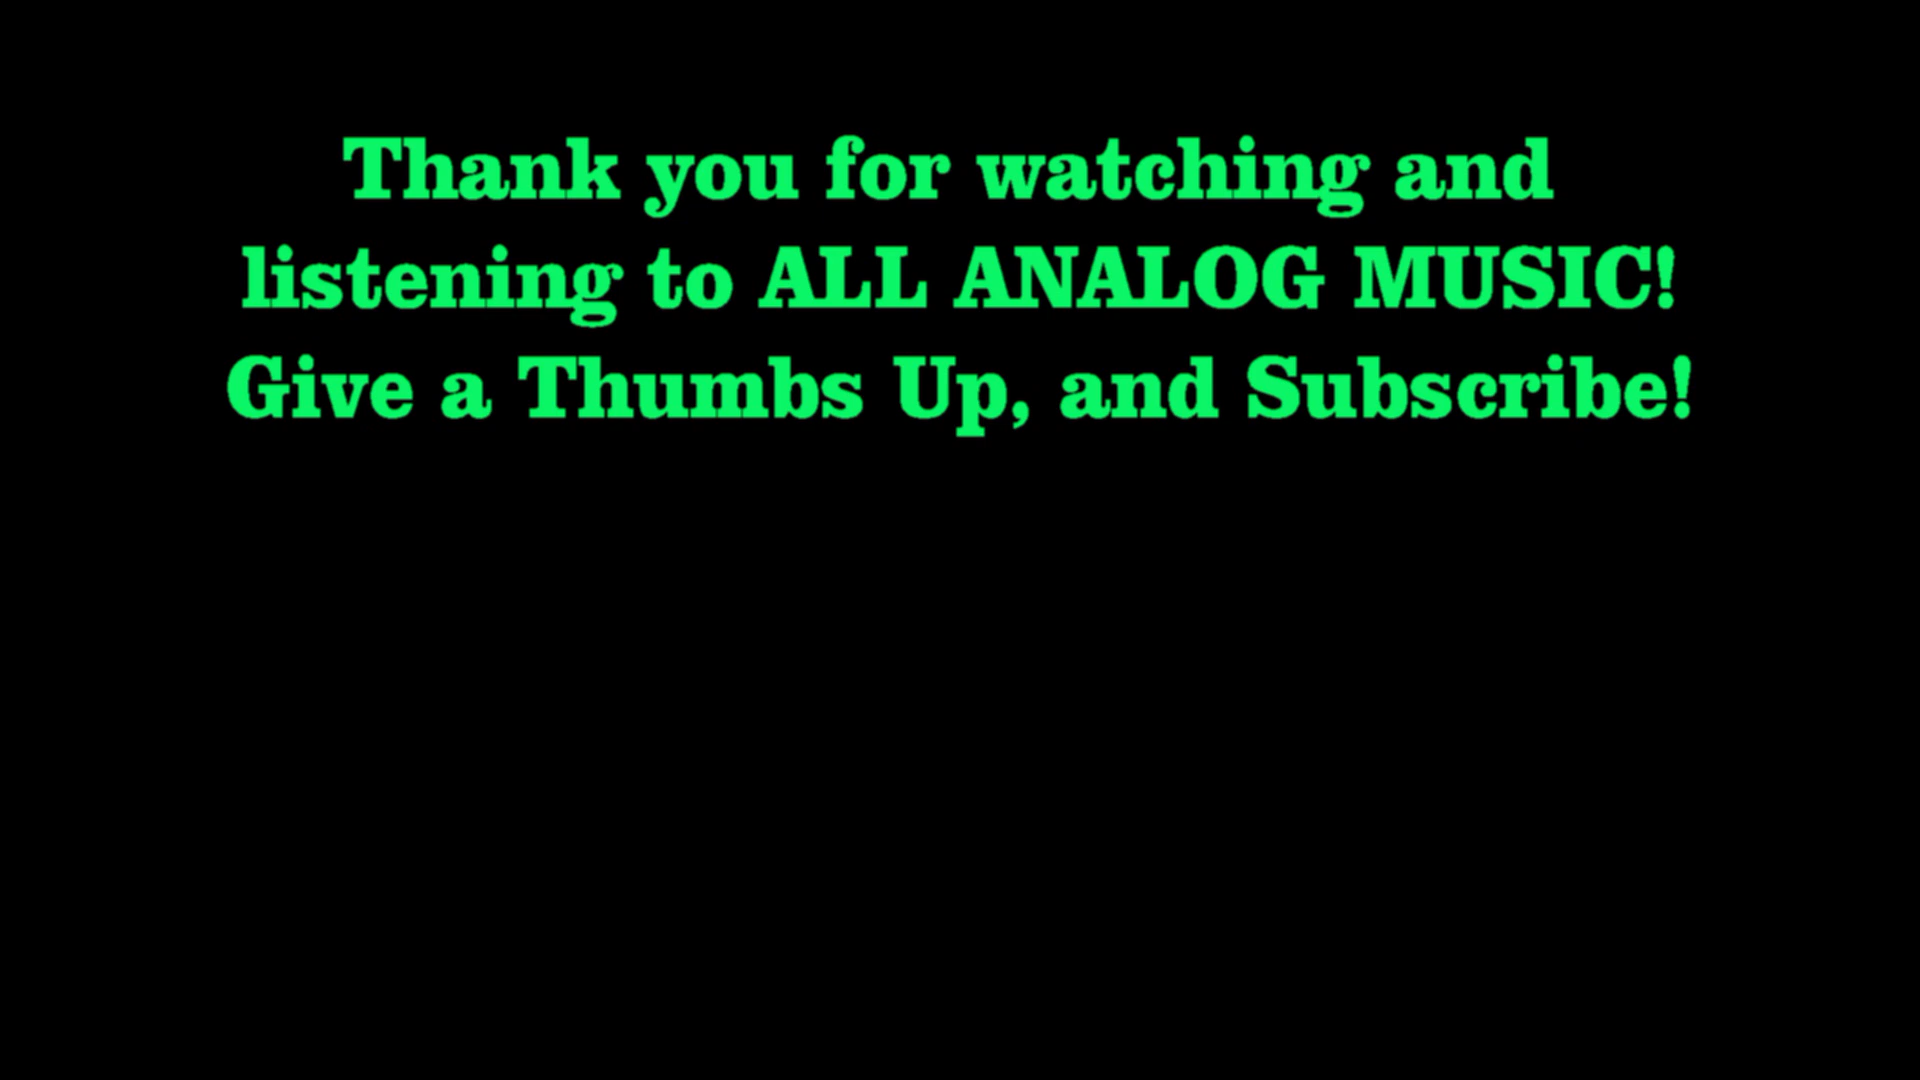 Thank you for watching and
listening to ALL ANALOG MUSIC!
Give a Thumbs Up, and Subscribe!